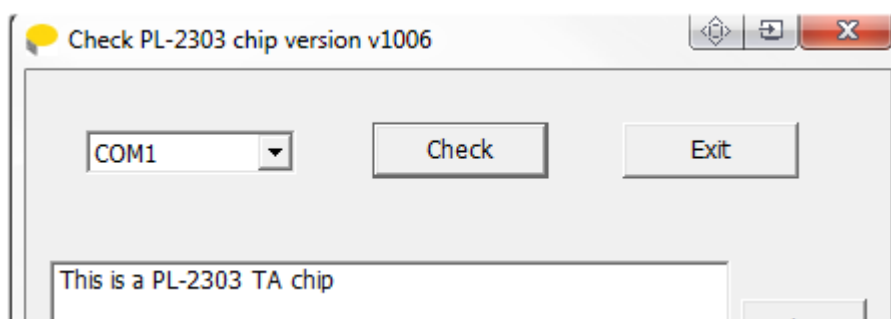 Check PL-2303 chip version v1006
COM1 Check Exit
This is a PL-2303 TA chip